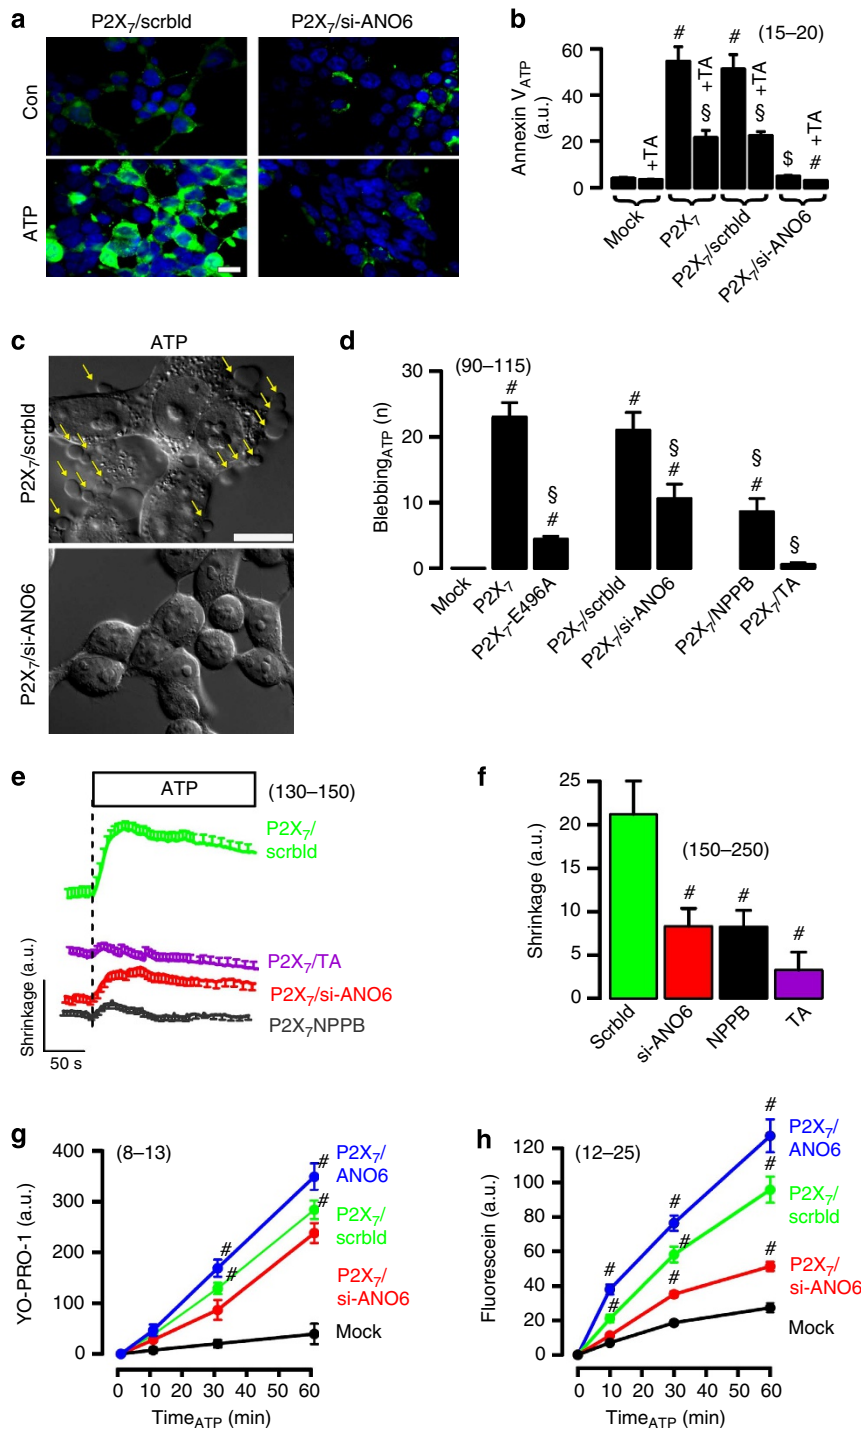 a
P2X7/scrbld
P2X7/si-ANO6
Con
ATP
b
Annexin VATP
(a.u.)
60
40
20
0
(15–20)
+TA
#
+TA
§
#
+TA
§
$
+TA
#
Mock
P2X7
P2X7/scrbld
P2X7/si-ANO6
c
ATP
P2X7/scrbld
P2X7/si-ANO6
d
BlebbingATP (n)
30
20
10
0
(90–115)
#
§
#
#
§
#
§
#
§
Mock
P2X7
P2X7-E496A
P2X7/scrbld
P2X7/si-ANO6
P2X7/NPPB
P2X7/TA
e
ATP
(130–150)
P2X7/
scrbld
P2X7/TA
P2X7/si-ANO6
P2X7NPPB
Shrinkage (a.u.)
50 s
f
Shrinkage (a.u.)
25
20
15
10
5
0
(150–250)
#
#
#
Scrbld
si-ANO6
NPPB
TA
g
YO-PRO-1 (a.u.)
400
300
200
100
0
(8–13)
#
#
#
#
P2X7/
ANO6
P2X7/
scrbld
P2X7/
si-ANO6
Mock
0 10 20 30 40 50 60
TimeATP (min)
h
Fluorescein (a.u.)
120
100
80
60
40
20
0
(12–25)
#
#
#
#
#
#
#
#
P2X7/
ANO6
P2X7/
scrbld
P2X7/
si-ANO6
Mock
0 10 20 30 40 50 60
TimeATP (min)